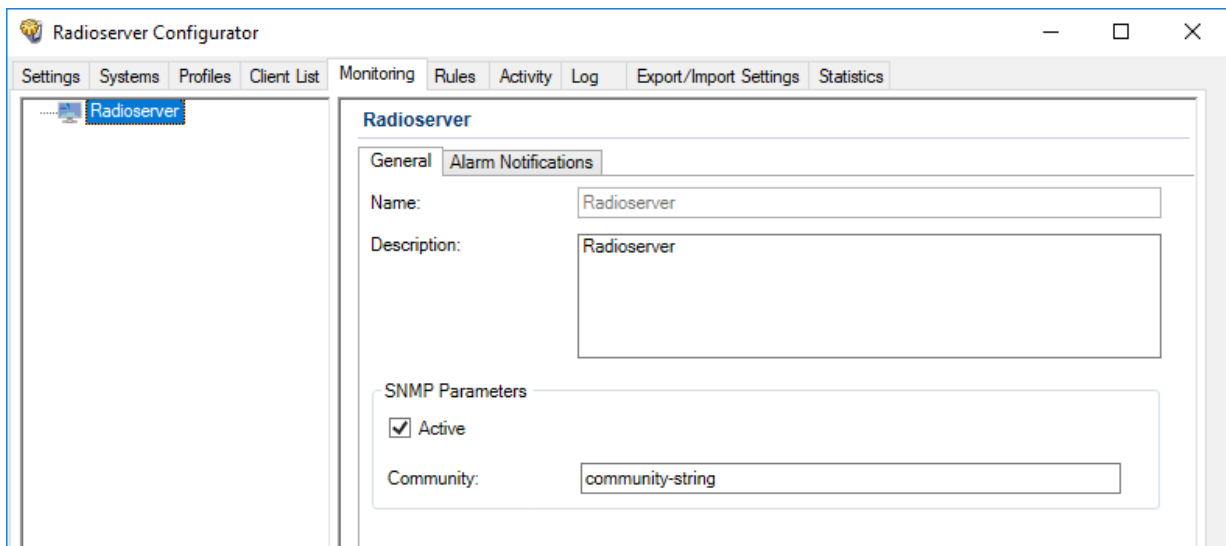 Radioserver Configurator
Settings Systems Profiles Client List Monitoring Rules Activity Log Export/Import Settings Statistics
Radioserver
Radioserver
General Alarm Notifications
Name: Radioserver
Description: Radioserver
SNMP Parameters
Active
Community: community-string